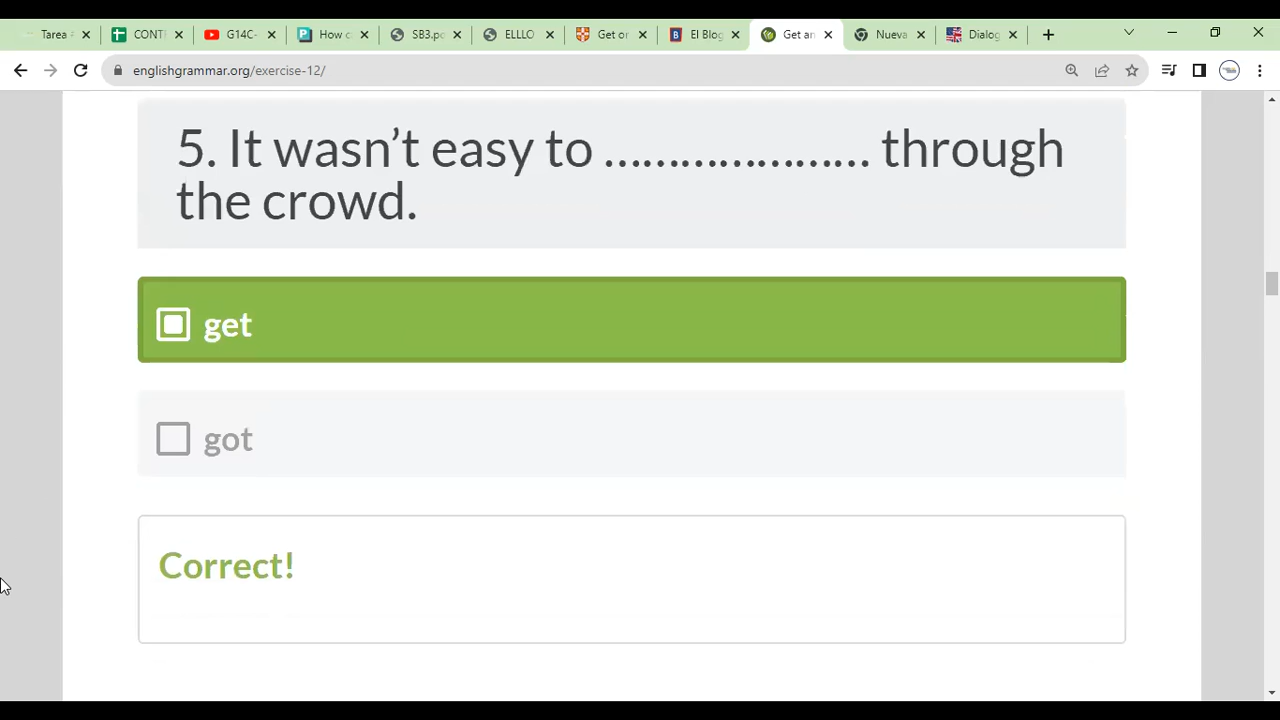 Tarea
CONT
G14C-
How c
SB3.po
ELLLO
Get or
El Blog
Get an
Nueva
Dialog
englishgrammar.org/exercise-12/
5. It wasn’t easy to ………………… through
the crowd.
get
got
Correct!